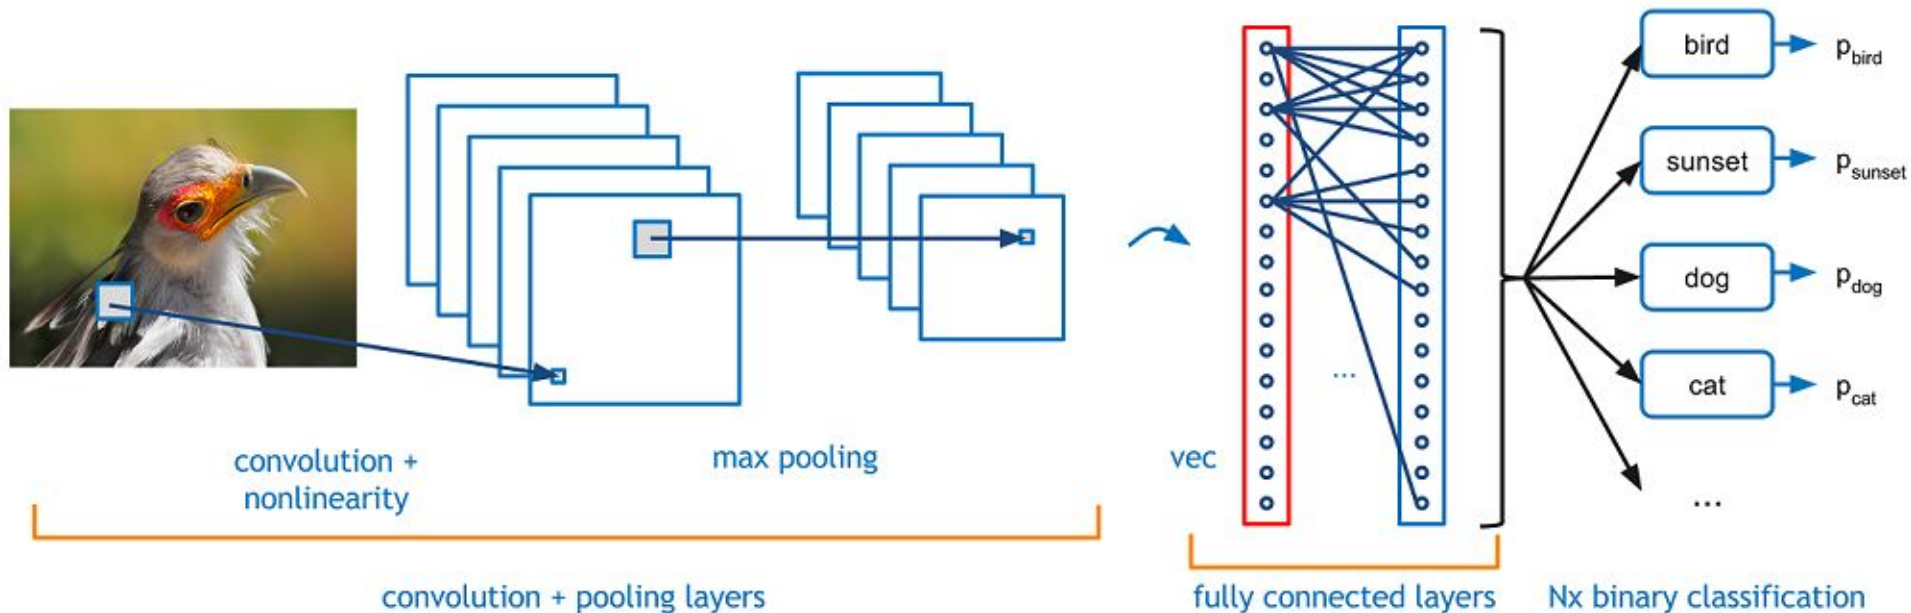 convolution +
nonlinearity
max pooling
convolution + pooling layers
vec
...
fully connected layers
bird
p_bird
sunset
p_sunset
dog
p_dog
cat
p_cat
...
Nx binary classification